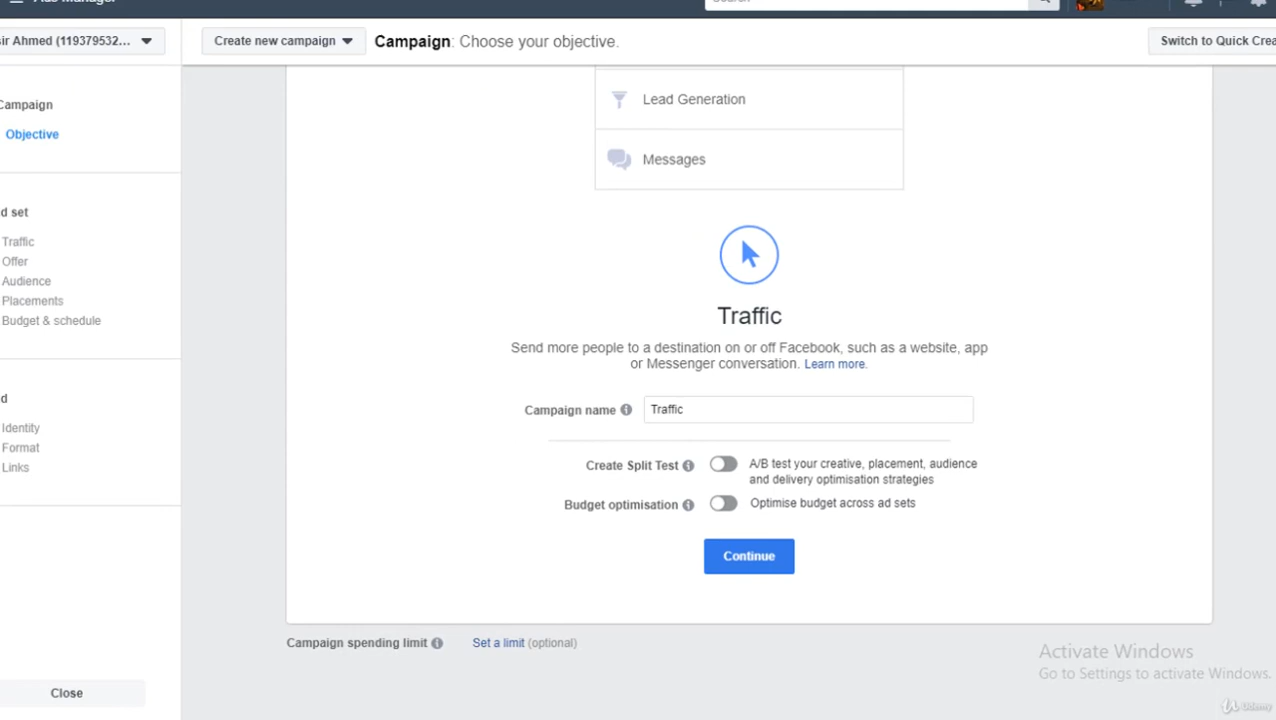 Ads Manager
Search
sir Ahmed (119379532...
Create new campaign
Campaign: Choose your objective.
Switch to Quick Crea
Campaign
Objective
d set
Traffic
Offer
Audience
Placements
Budget & schedule
d
Identity
Format
Links
Close
Lead Generation
Messages
Traffic
Send more people to a destination on or off Facebook, such as a website, app
or Messenger conversation. Learn more.
Campaign name
Traffic
Create Split Test
A/B test your creative, placement, audience
and delivery optimisation strategies
Budget optimisation
Optimise budget across ad sets
Continue
Campaign spending limit
Set a limit (optional)
Activate Windows
Go to Settings to activate Windows.
Udemy